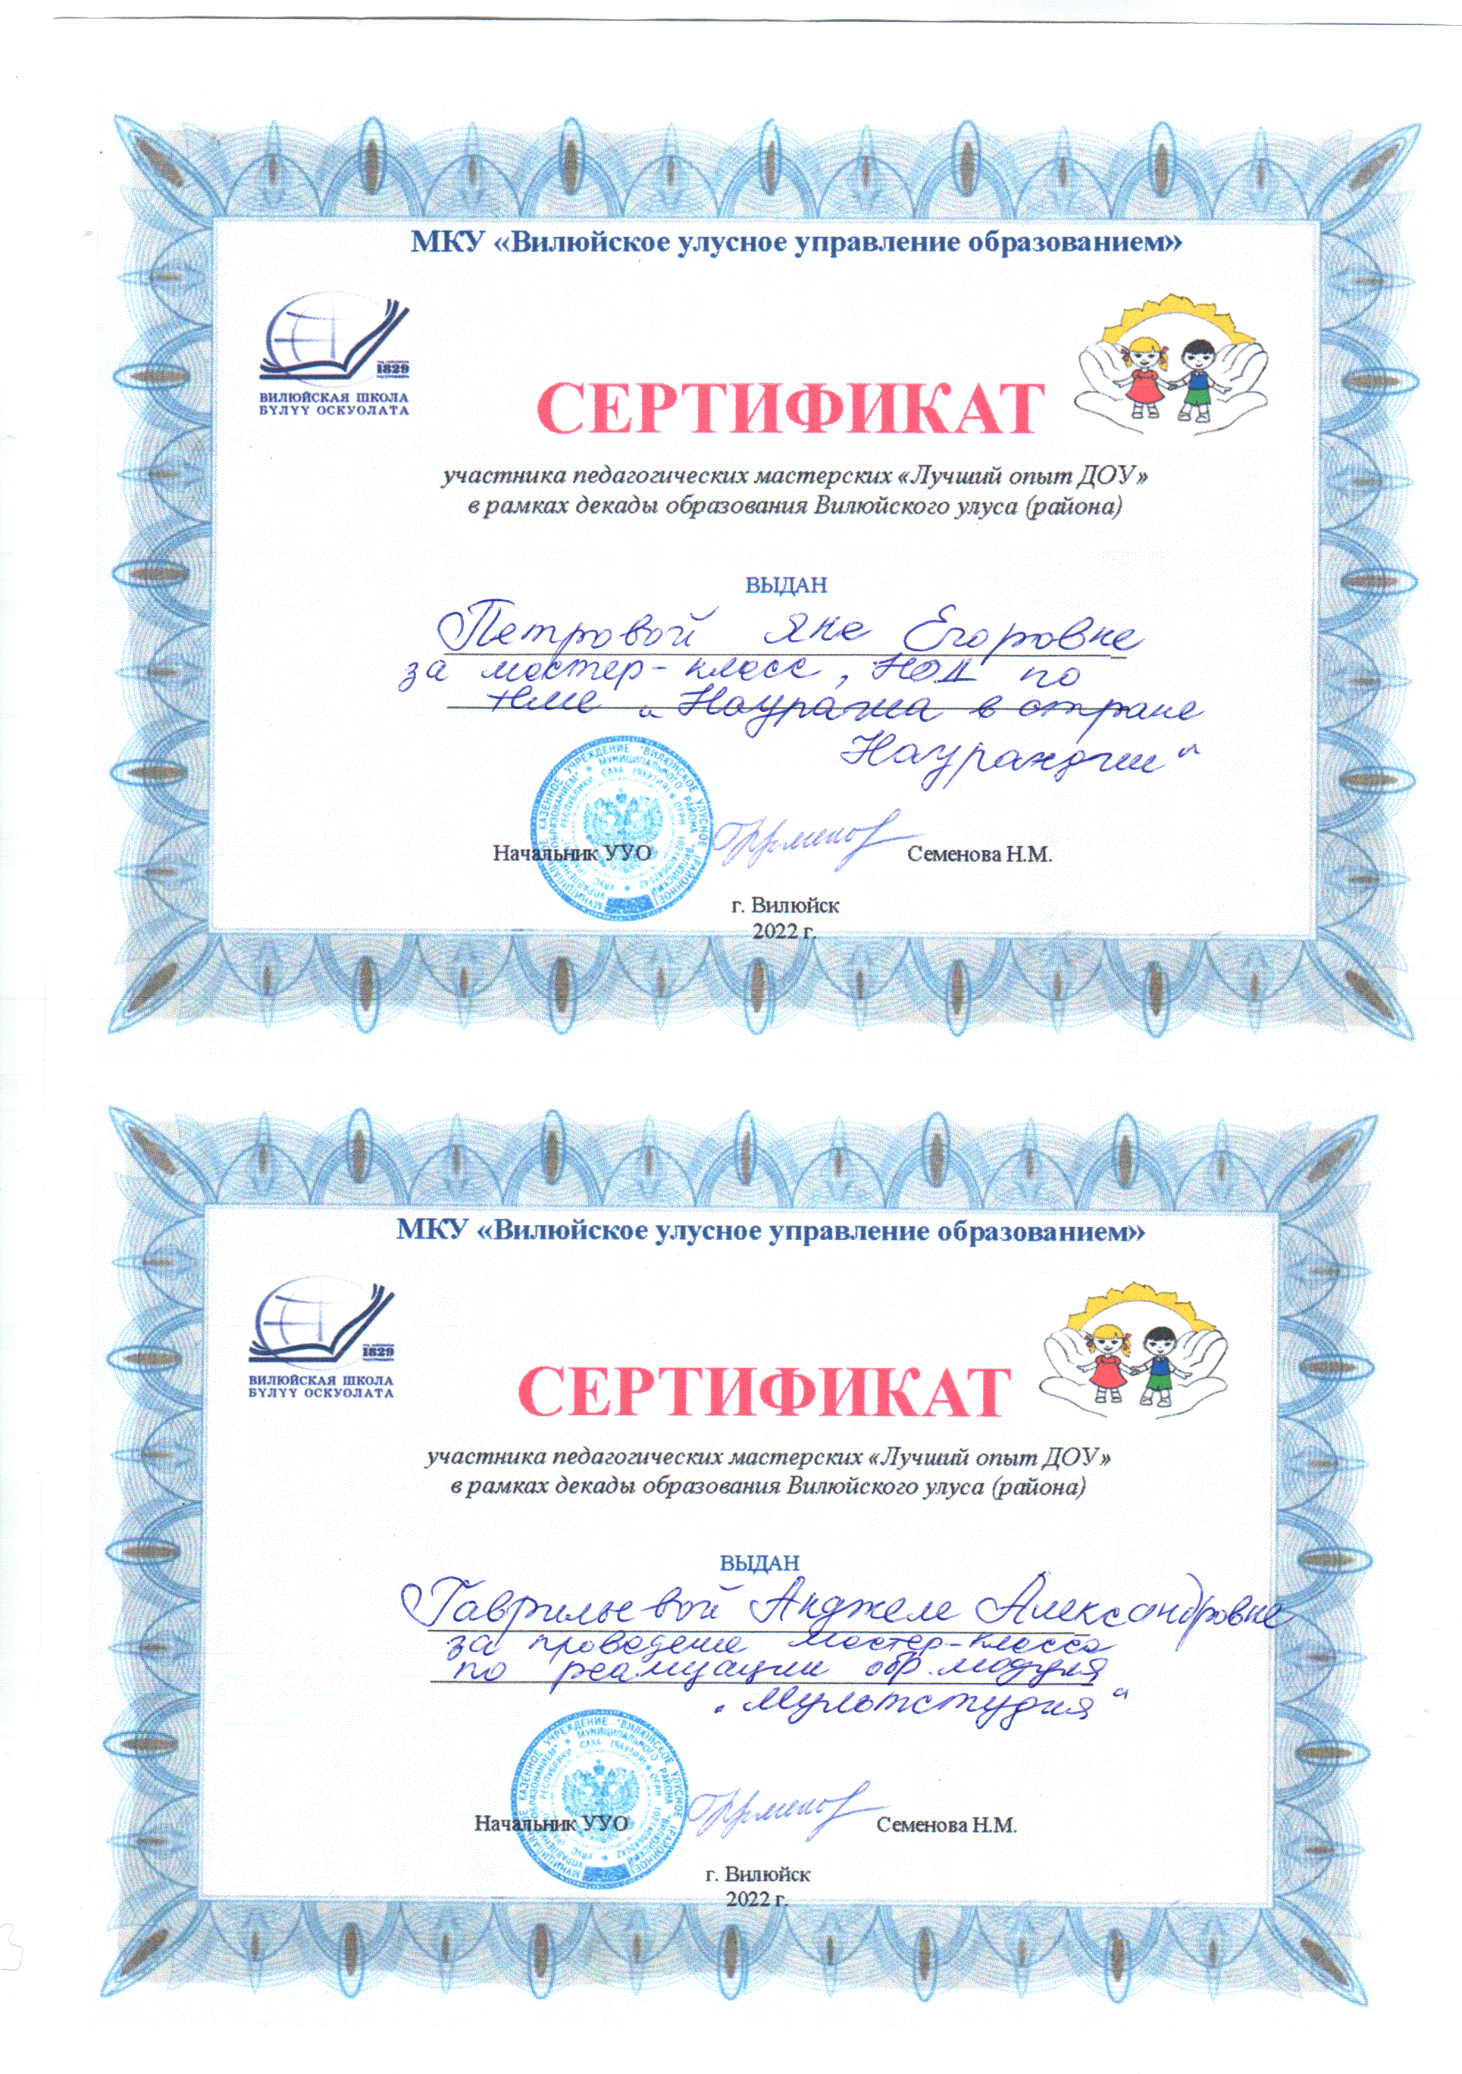 МКУ «Вилюйское улусное управление образованием»
1829
ВИЛЮЙСКАЯ ШКОЛА
БҮЛҮҮ ОСКУОЛАТА
СЕРТИФИКАТ
участника педагогических мастерских «Лучший опыт ДОУ»
в рамках декады образования Вилюйского улуса (района)
ВЫДАН
Петровой Яне Егоровне
за мастер-класс, НОД по
теме „Наураша в стране
Наурандии“
Начальник УУО
Семенова Н.М.
г. Вилюйск
2022 г.
МКУ «Вилюйское улусное управление образованием»
1829
ВИЛЮЙСКАЯ ШКОЛА
БҮЛҮҮ ОСКУОЛАТА
СЕРТИФИКАТ
участника педагогических мастерских «Лучший опыт ДОУ»
в рамках декады образования Вилюйского улуса (района)
ВЫДАН
Гаврильевой Анджеле Александровне
за проведение мастер-класса
по реализации обр. модуля
„Мультстудия“
Начальник УУО
Семенова Н.М.
г. Вилюйск
2022 г.